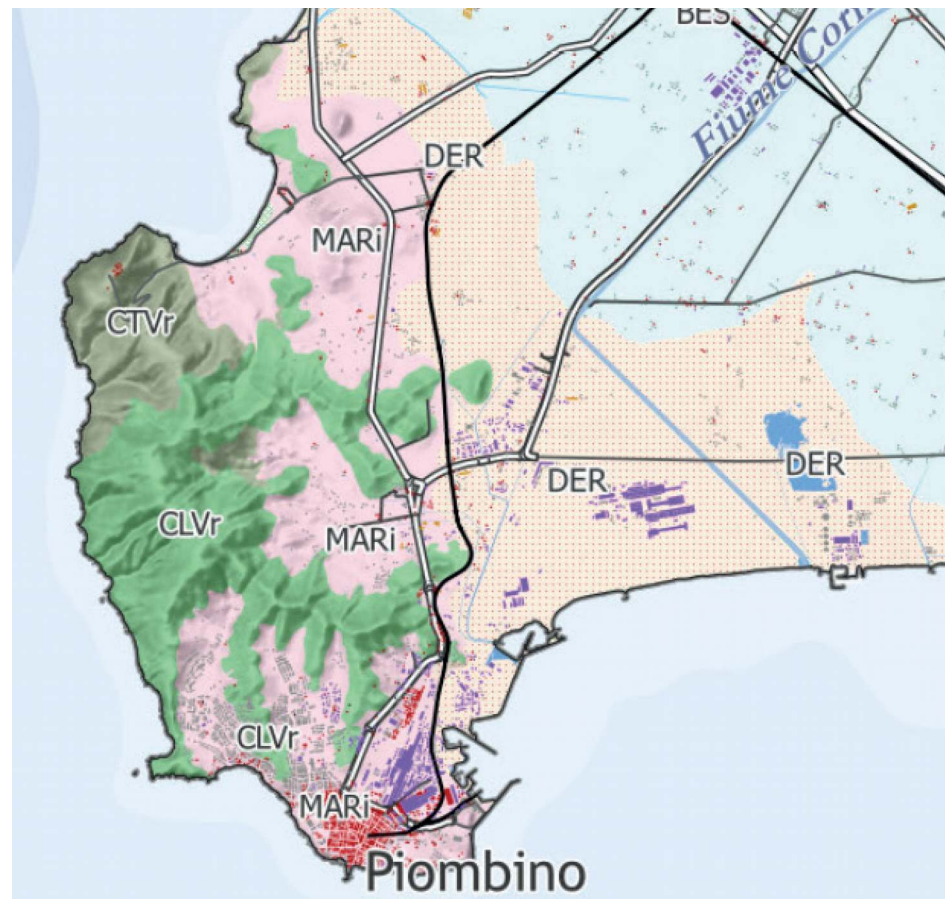 BES
Fiume Corn
DER
MARi
CTVr
DER
DER
CLVr
MARi
CLVr
MARi
Piombino